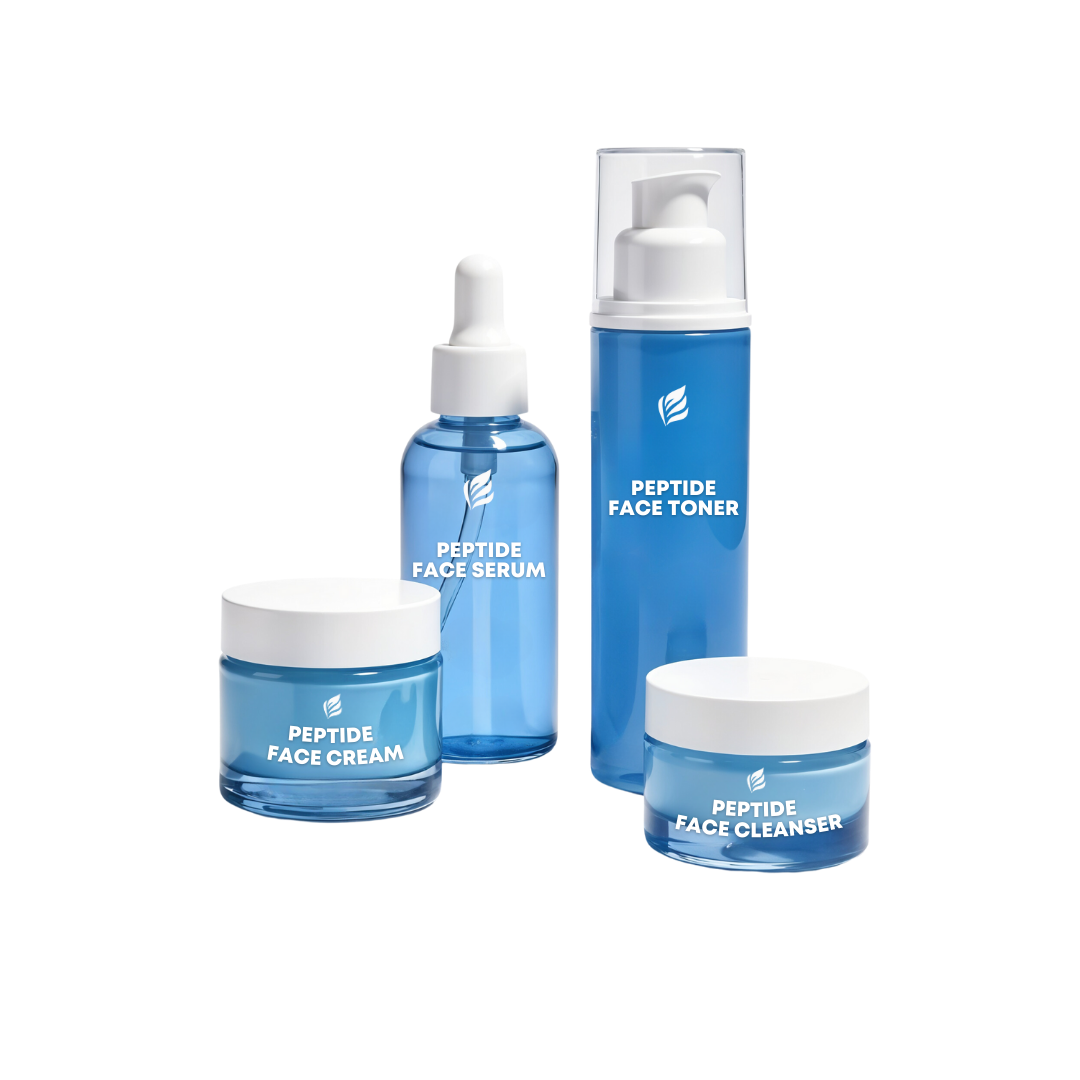 PEPTIDE
FACE CREAM
PEPTIDE
FACE SERUM
PEPTIDE
FACE TONER
PEPTIDE
FACE CLEANSER